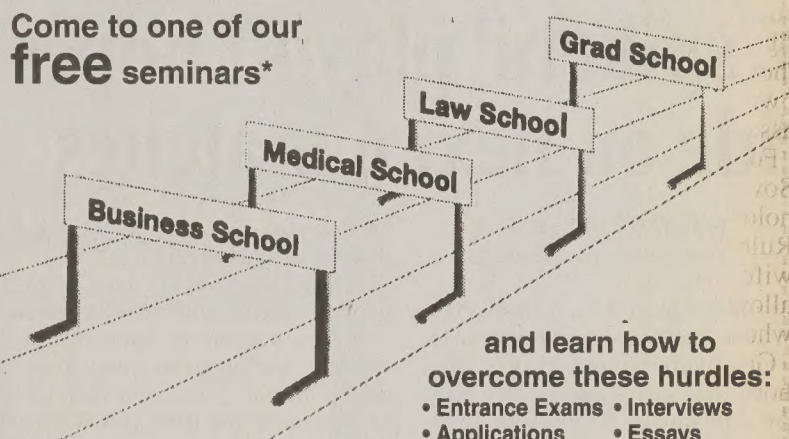 Come to one of our
free seminars*
Grad School
Law School
Medical School
Business School
and learn how to
overcome these hurdles:
• Entrance Exams • Interviews
• Applications • Essays